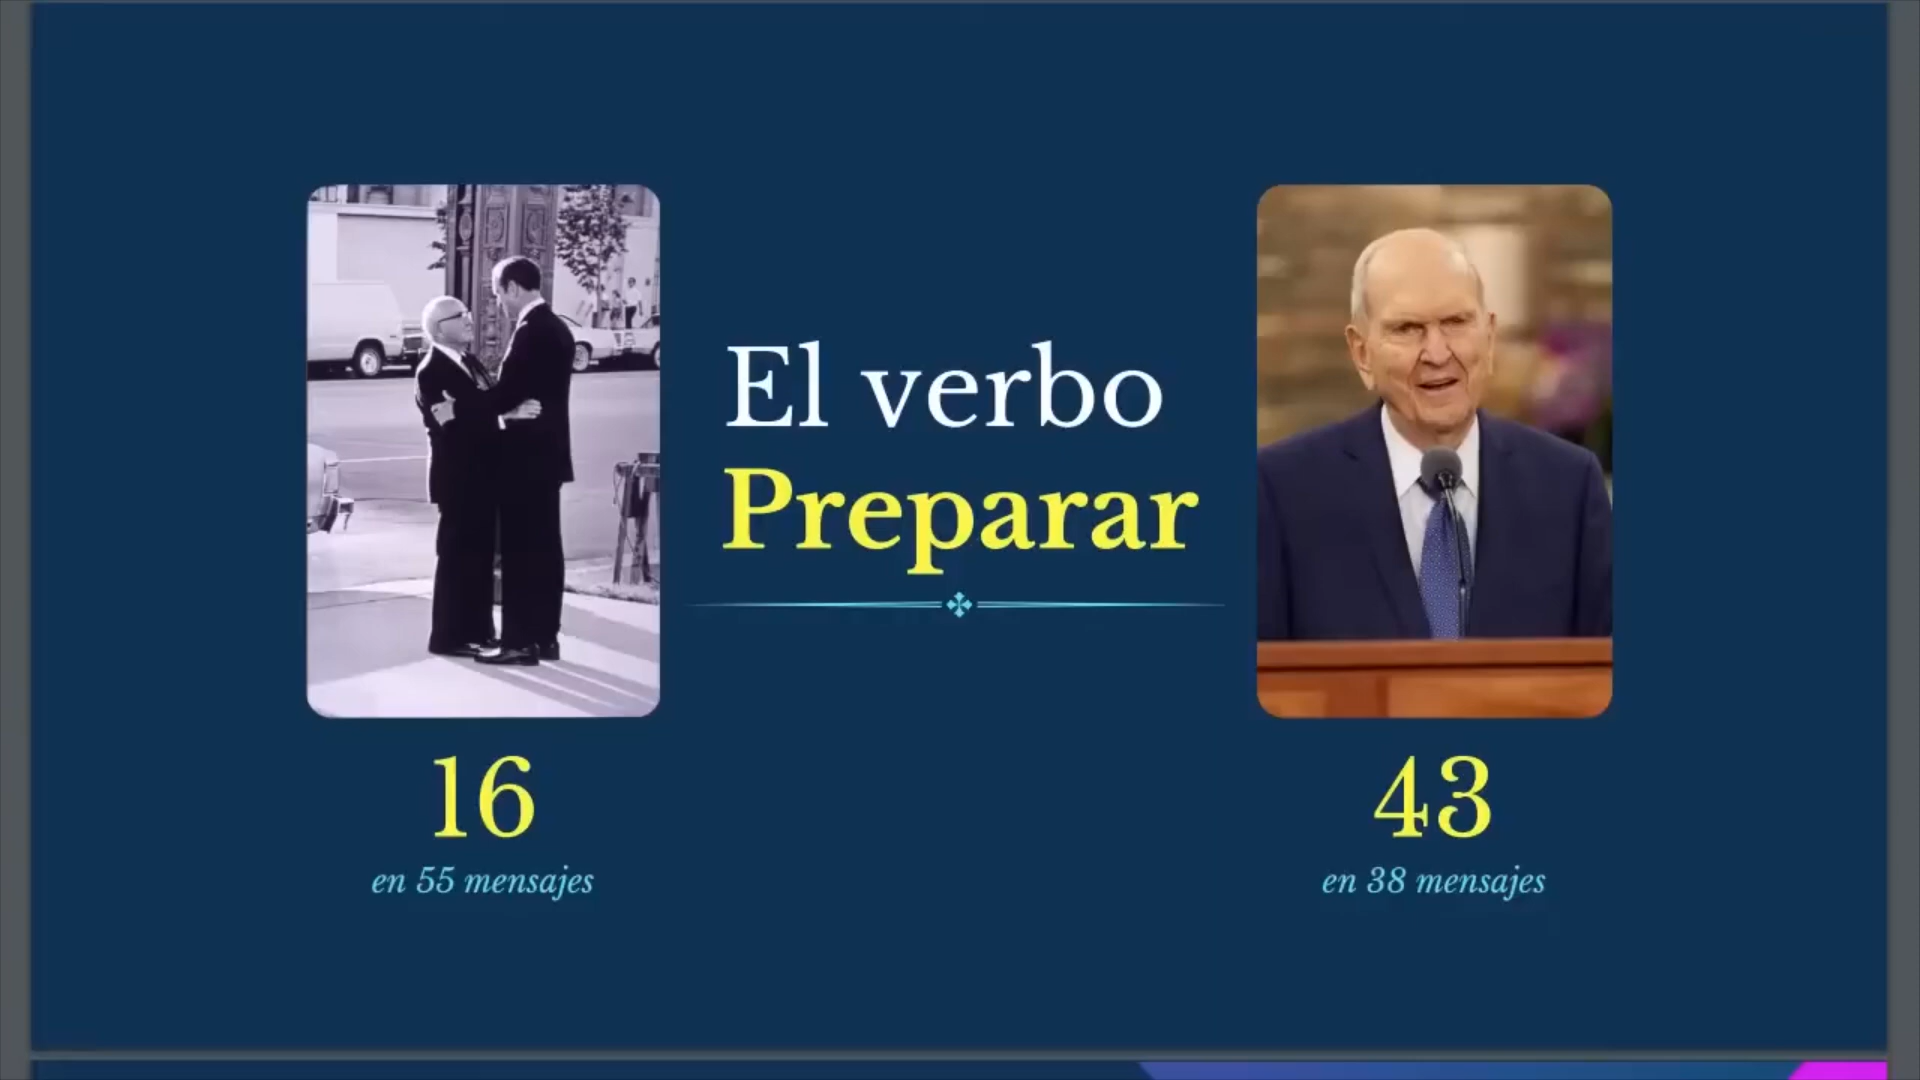 El verbo
Preparar
16
en 55 mensajes
43
en 38 mensajes